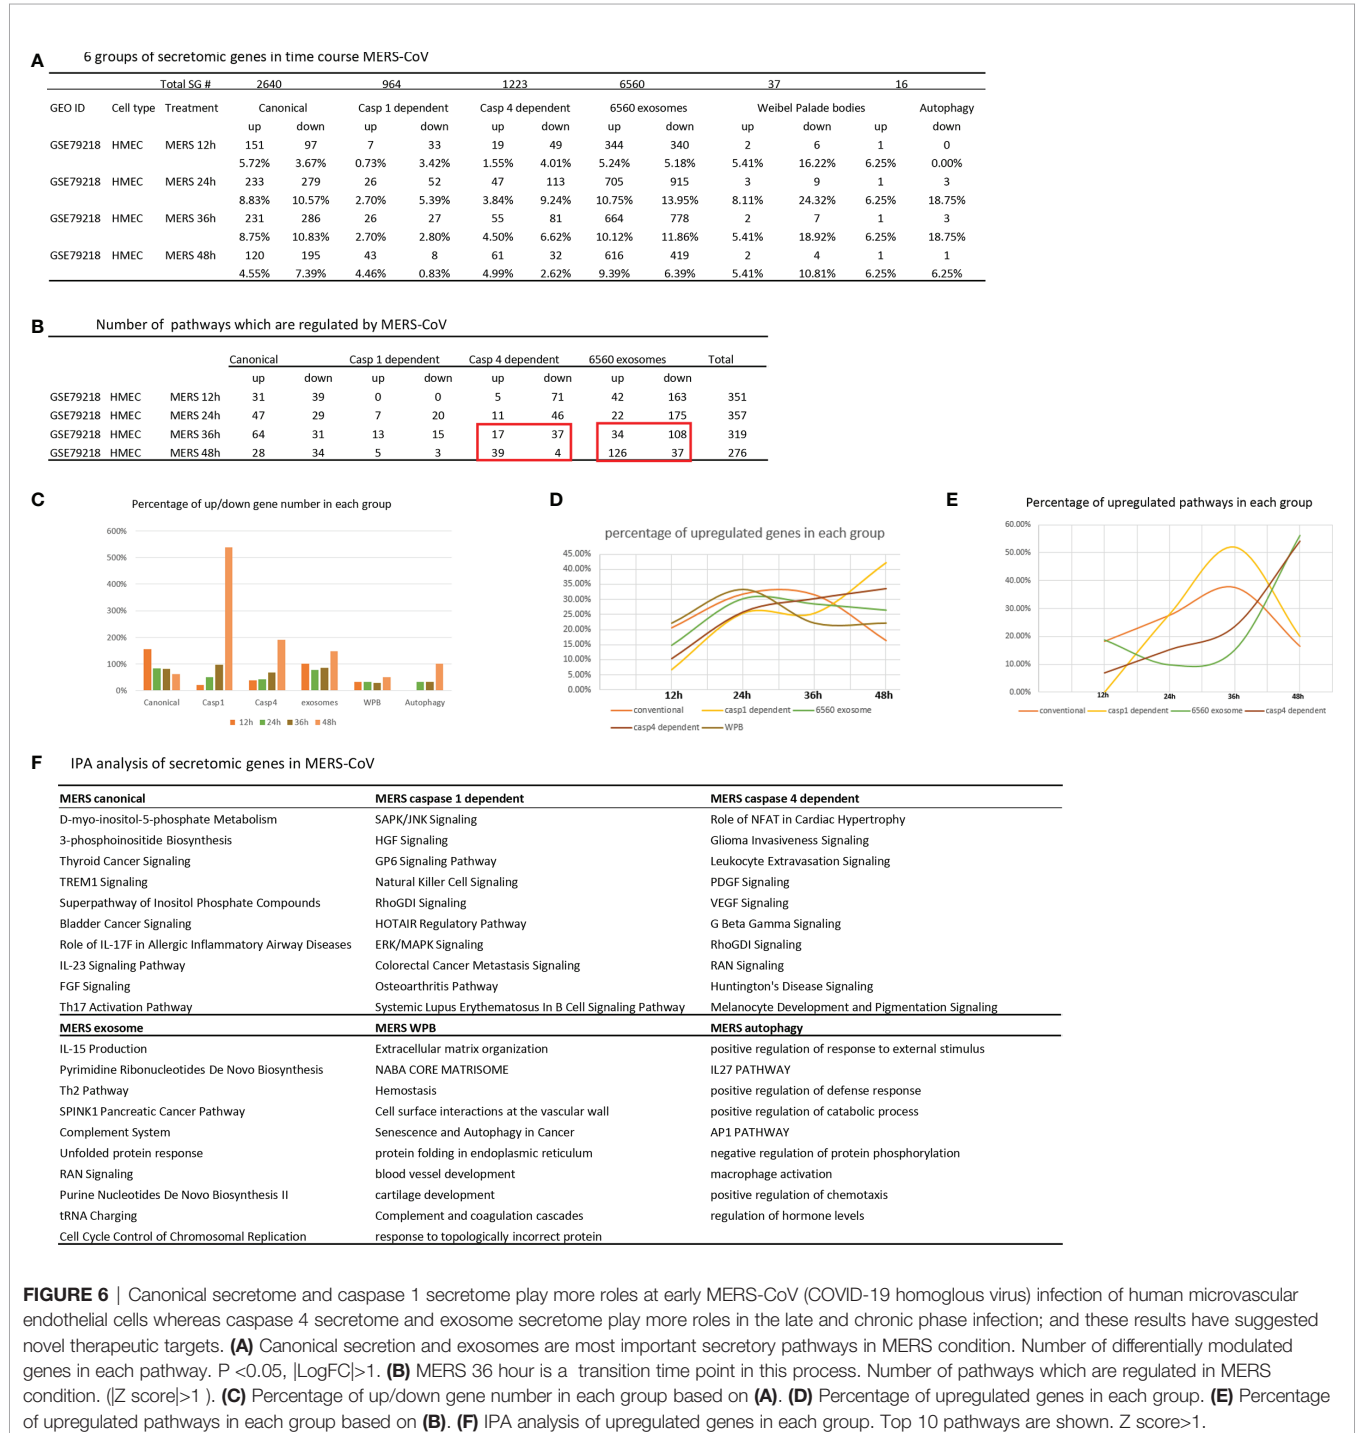 A 6 groups of secretomic genes in time course MERS-CoV
Total SG # 2640 964 1223 6560 37 16
GEO ID Cell type Treatment Canonical Casp 1 dependent Casp 4 dependent 6560 exosomes Weibel Palade bodies Autophagy
up down up down up down up down up down up down
GSE79218 HMEC MERS 12h 151 97 7 33 19 49 344 340 2 6 1 0
5.72% 3.67% 0.73% 3.42% 1.55% 4.01% 5.24% 5.18% 5.41% 16.22% 6.25% 0.00%
GSE79218 HMEC MERS 24h 233 279 26 52 47 113 705 915 3 9 1 3
8.83% 10.57% 2.70% 5.39% 3.84% 9.24% 10.75% 13.95% 8.11% 24.32% 6.25% 18.75%
GSE79218 HMEC MERS 36h 231 286 26 27 55 81 664 778 2 7 1 3
8.75% 10.83% 2.70% 2.80% 4.50% 6.62% 10.12% 11.86% 5.41% 18.92% 6.25% 18.75%
GSE79218 HMEC MERS 48h 120 195 43 8 61 32 616 419 2 4 1 1
4.55% 7.39% 4.46% 0.83% 4.99% 2.62% 9.39% 6.39% 5.41% 10.81% 6.25% 6.25%
B Number of pathways which are regulated by MERS-CoV
Canonical Casp 1 dependent Casp 4 dependent 6560 exosomes Total
up down up down up down up down
GSE79218 HMEC MERS 12h 31 39 0 0 5 71 42 163 351
GSE79218 HMEC MERS 24h 47 29 7 20 11 46 22 175 357
GSE79218 HMEC MERS 36h 64 31 13 15 17 37 34 108 319
GSE79218 HMEC MERS 48h 28 34 5 3 39 4 126 37 276
C
Percentage of up/down gene number in each group
600%
500%
400%
300%
200%
100%
0%
Canonical Casp1 Casp4 exosomes WPB Autophagy
12h 24h 36h 48h
D
percentage of upregulated genes in each group
45.00%
40.00%
35.00%
30.00%
25.00%
20.00%
15.00%
10.00%
5.00%
0.00%
12h 24h 36h 48h
conventional casp1 dependent 6560 exosome
casp4 dependent WPB
E
Percentage of upregulated pathways in each group
60.00%
50.00%
40.00%
30.00%
20.00%
10.00%
0.00%
12h 24h 36h 48h
conventional casp1 dependent 6560 exosome casp4 dependent
F IPA analysis of secretomic genes in MERS-CoV
MERS canonical MERS caspase 1 dependent MERS caspase 4 dependent
D-myo-inositol-5-phosphate Metabolism SAPK/JNK Signaling Role of NFAT in Cardiac Hypertrophy
3-phosphoinositide Biosynthesis HGF Signaling Glioma Invasiveness Signaling
Thyroid Cancer Signaling GP6 Signaling Pathway Leukocyte Extravasation Signaling
TREM1 Signaling Natural Killer Cell Signaling PDGF Signaling
Superpathway of Inositol Phosphate Compounds RhoGDI Signaling VEGF Signaling
Bladder Cancer Signaling HOTAIR Regulatory Pathway G Beta Gamma Signaling
Role of IL-17F in Allergic Inflammatory Airway Diseases ERK/MAPK Signaling RhoGDI Signaling
IL-23 Signaling Pathway Colorectal Cancer Metastasis Signaling RAN Signaling
FGF Signaling Osteoarthritis Pathway Huntington's Disease Signaling
Th17 Activation Pathway Systemic Lupus Erythematosus In B Cell Signaling Pathway Melanocyte Development and Pigmentation Signaling
MERS exosome MERS WPB MERS autophagy
IL-15 Production Extracellular matrix organization positive regulation of response to external stimulus
Pyrimidine Ribonucleotides De Novo Biosynthesis NABA CORE MATRISOME IL27 PATHWAY
Th2 Pathway Hemostasis positive regulation of defense response
SPINK1 Pancreatic Cancer Pathway Cell surface interactions at the vascular wall positive regulation of catabolic process
Complement System Senescence and Autophagy in Cancer AP1 PATHWAY
Unfolded protein response protein folding in endoplasmic reticulum negative regulation of protein phosphorylation
RAN Signaling blood vessel development macrophage activation
Purine Nucleotides De Novo Biosynthesis II cartilage development positive regulation of chemotaxis
tRNA Charging Complement and coagulation cascades regulation of hormone levels
Cell Cycle Control of Chromosomal Replication response to topologically incorrect protein
FIGURE 6 | Canonical secretome and caspase 1 secretome play more roles at early MERS-CoV (COVID-19 homoglous virus) infection of human microvascular
endothelial cells whereas caspase 4 secretome and exosome secretome play more roles in the late and chronic phase infection; and these results have suggested
novel therapeutic targets. (A) Canonical secretion and exosomes are most important secretory pathways in MERS condition. Number of differentially modulated
genes in each pathway. P <0.05, |LogFC|>1. (B) MERS 36 hour is a transition time point in this process. Number of pathways which are regulated in MERS
condition. (|Z score|>1 ). (C) Percentage of up/down gene number in each group based on (A). (D) Percentage of upregulated genes in each group. (E) Percentage
of upregulated pathways in each group based on (B). (F) IPA analysis of upregulated genes in each group. Top 10 pathways are shown. Z score>1.